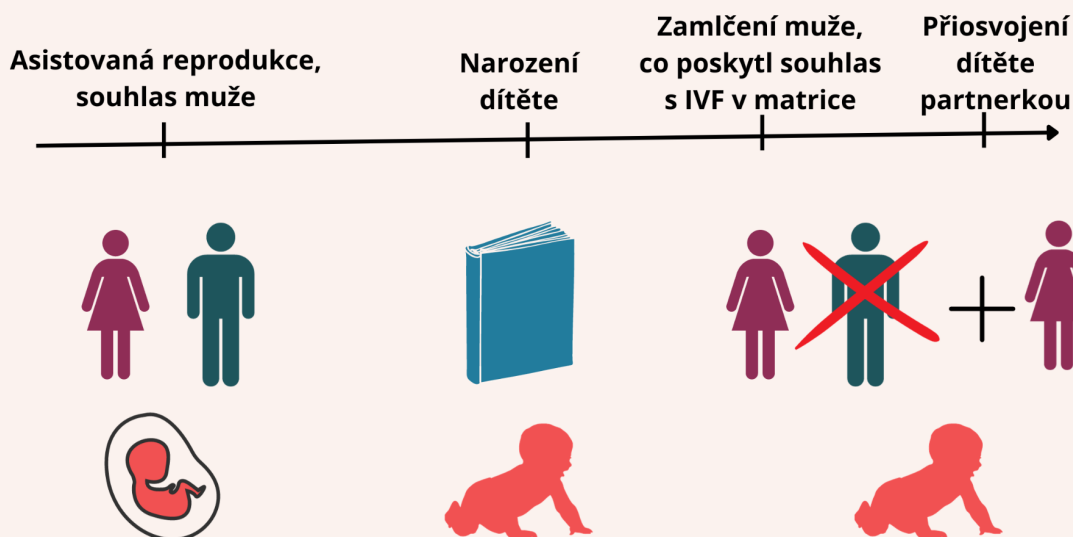 Asistovaná reprodukce,
souhlas muže
Narození
dítěte
Zamlčení muže,
co poskytl souhlas
s IVF v matrice
Přiosvojení
dítěte
partnerkou